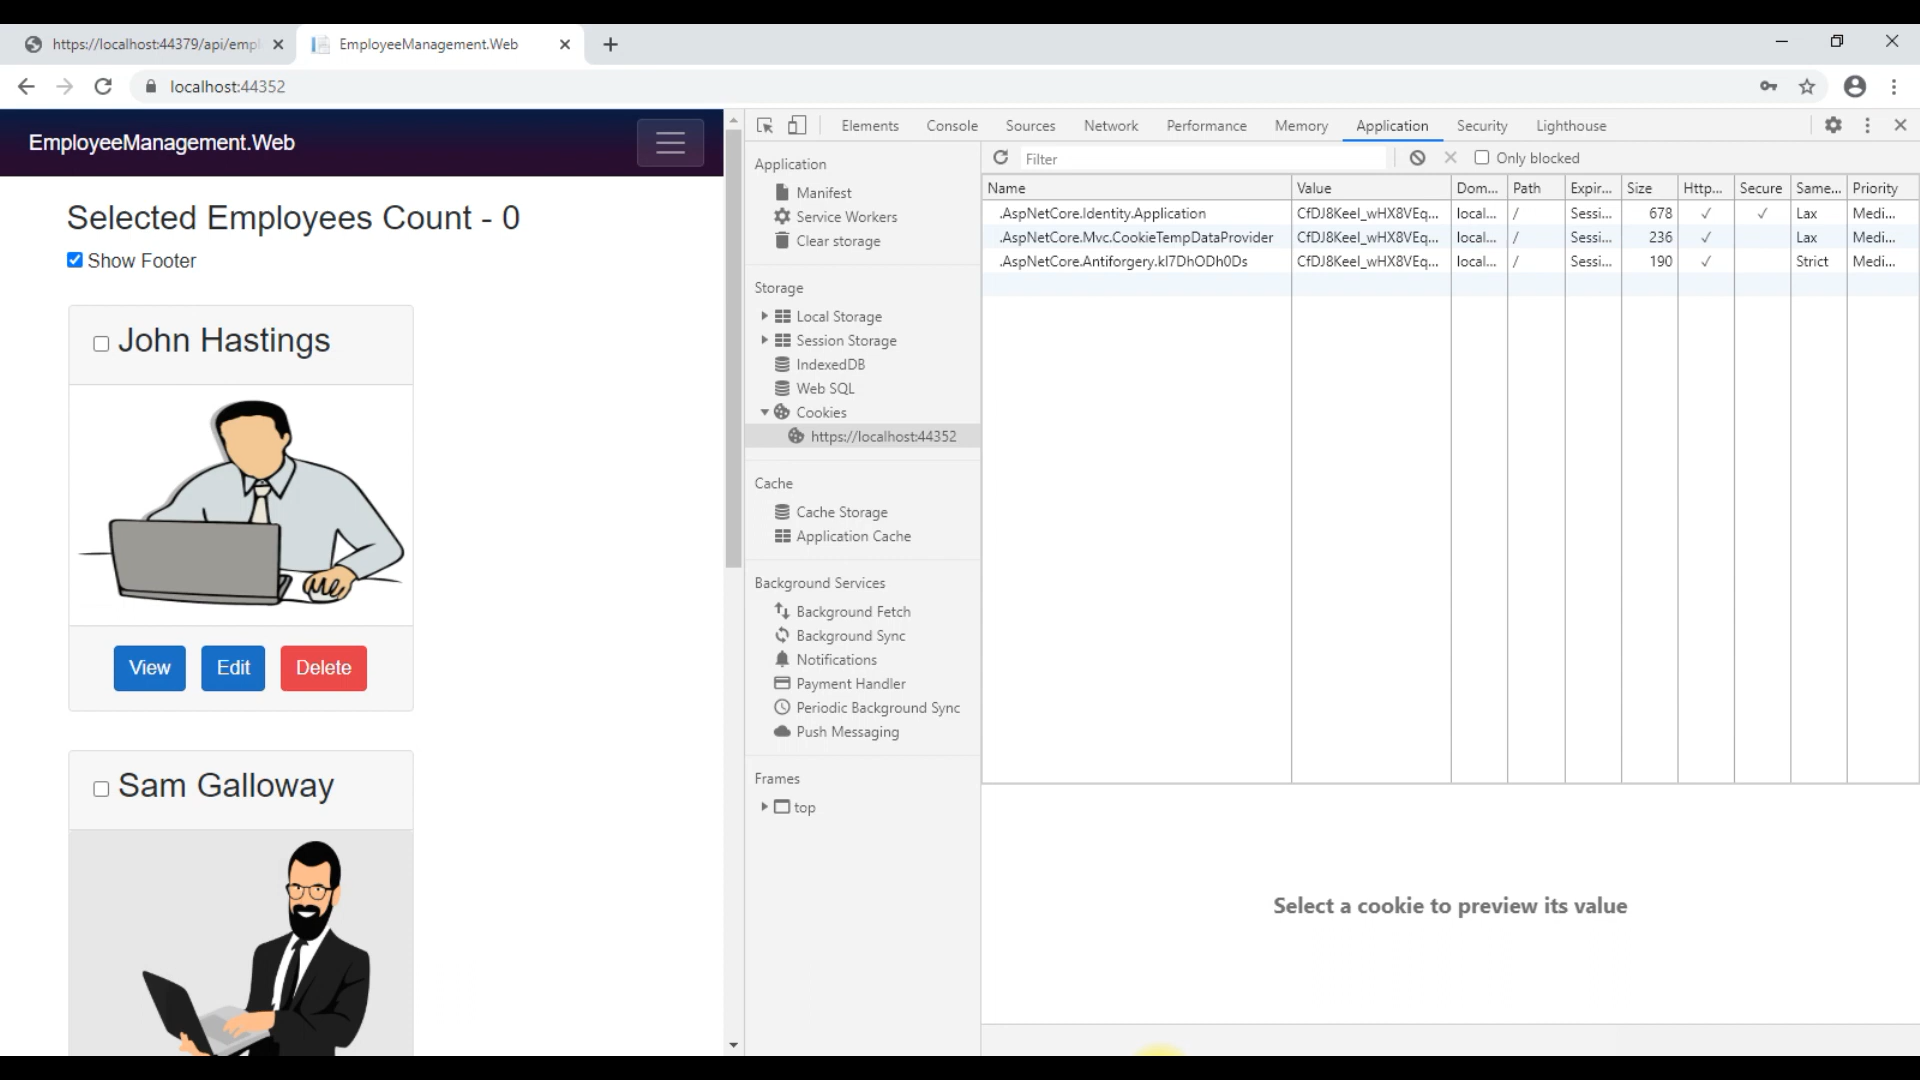 https://localhost:44379/api/empl
EmployeeManagement.Web
localhost:44352
EmployeeManagement.Web
Selected Employees Count - 0
Show Footer
John Hastings
View Edit Delete
Sam Galloway
Elements Console Sources Network Performance Memory Application Security Lighthouse
Application
Manifest
Service Workers
Clear storage
Storage
Local Storage
Session Storage
IndexedDB
Web SQL
Cookies
https://localhost:44352
Cache
Cache Storage
Application Cache
Background Services
Background Fetch
Background Sync
Notifications
Payment Handler
Periodic Background Sync
Push Messaging
Frames
top
Filter Only blocked
Name Value Dom... Path Expir... Size Http... Secure Same... Priority
.AspNetCore.Identity.Application CfDJ8KeeI_wHX8VEq... local... / Sessi... 678 ✓ ✓ Lax Medi...
.AspNetCore.Mvc.CookieTempDataProvider CfDJ8KeeI_wHX8VEq... local... / Sessi... 236 ✓ Lax Medi...
.AspNetCore.Antiforgery.kI7DhODh0Ds CfDJ8KeeI_wHX8VEq... local... / Sessi... 190 ✓ Strict Medi...
Select a cookie to preview its value